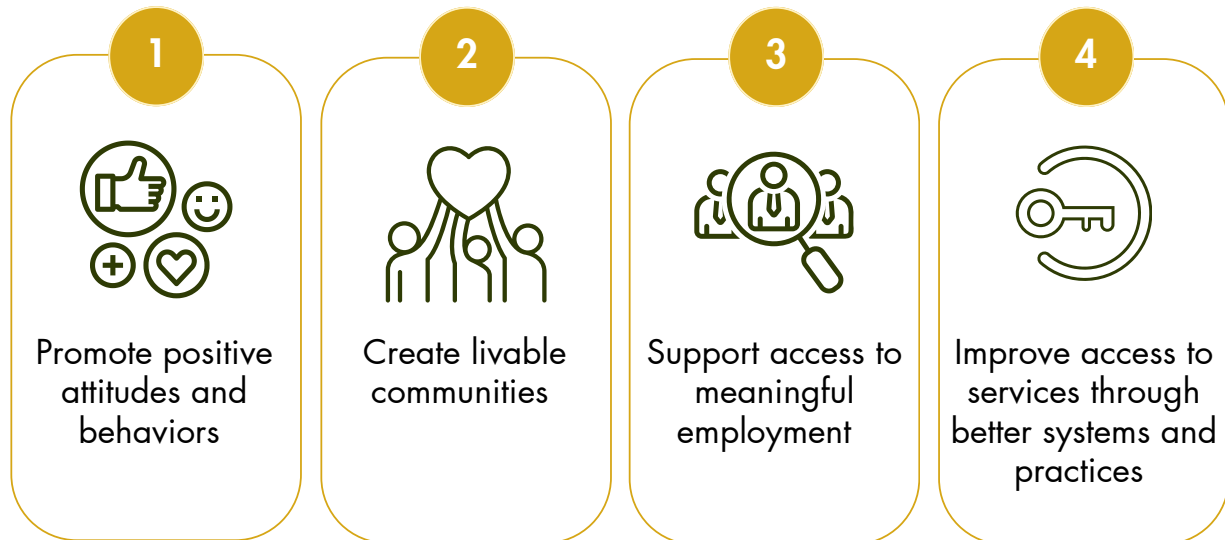 1
Promote positive
attitudes and
behaviors
2
Create livable
communities
3
Support access to
meaningful
employment
4
Improve access to
services through
better systems and
practices